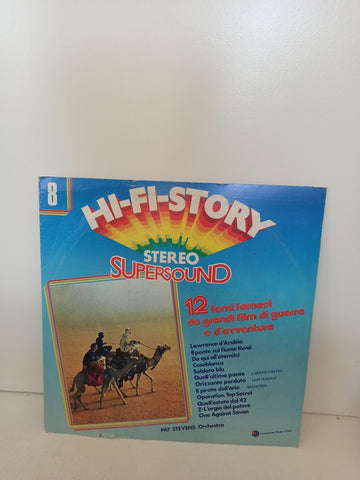 8
HI-FI-STORY
STEREO
SUPERSOUND
12 temi famosi
da grandi film di guerra
e d'avventura
Lawrence d'Arabia
Il ponte sul fiume Kwai
Da qui all'eternità
Casablanca
Soldato blu
Quell'ultimo ponte
Orizzonte perduto
Il pirata dell'aria
Operation Top Secret
Quell'estate del '42
Z-L'orgia del potere
One Against Seven
PAT STEVENS Orchestra